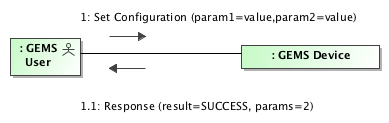 1: Set Configuration (param1=value,param2=value)
: GEMS
User
: GEMS Device
1.1: Response (result=SUCCESS, params=2)